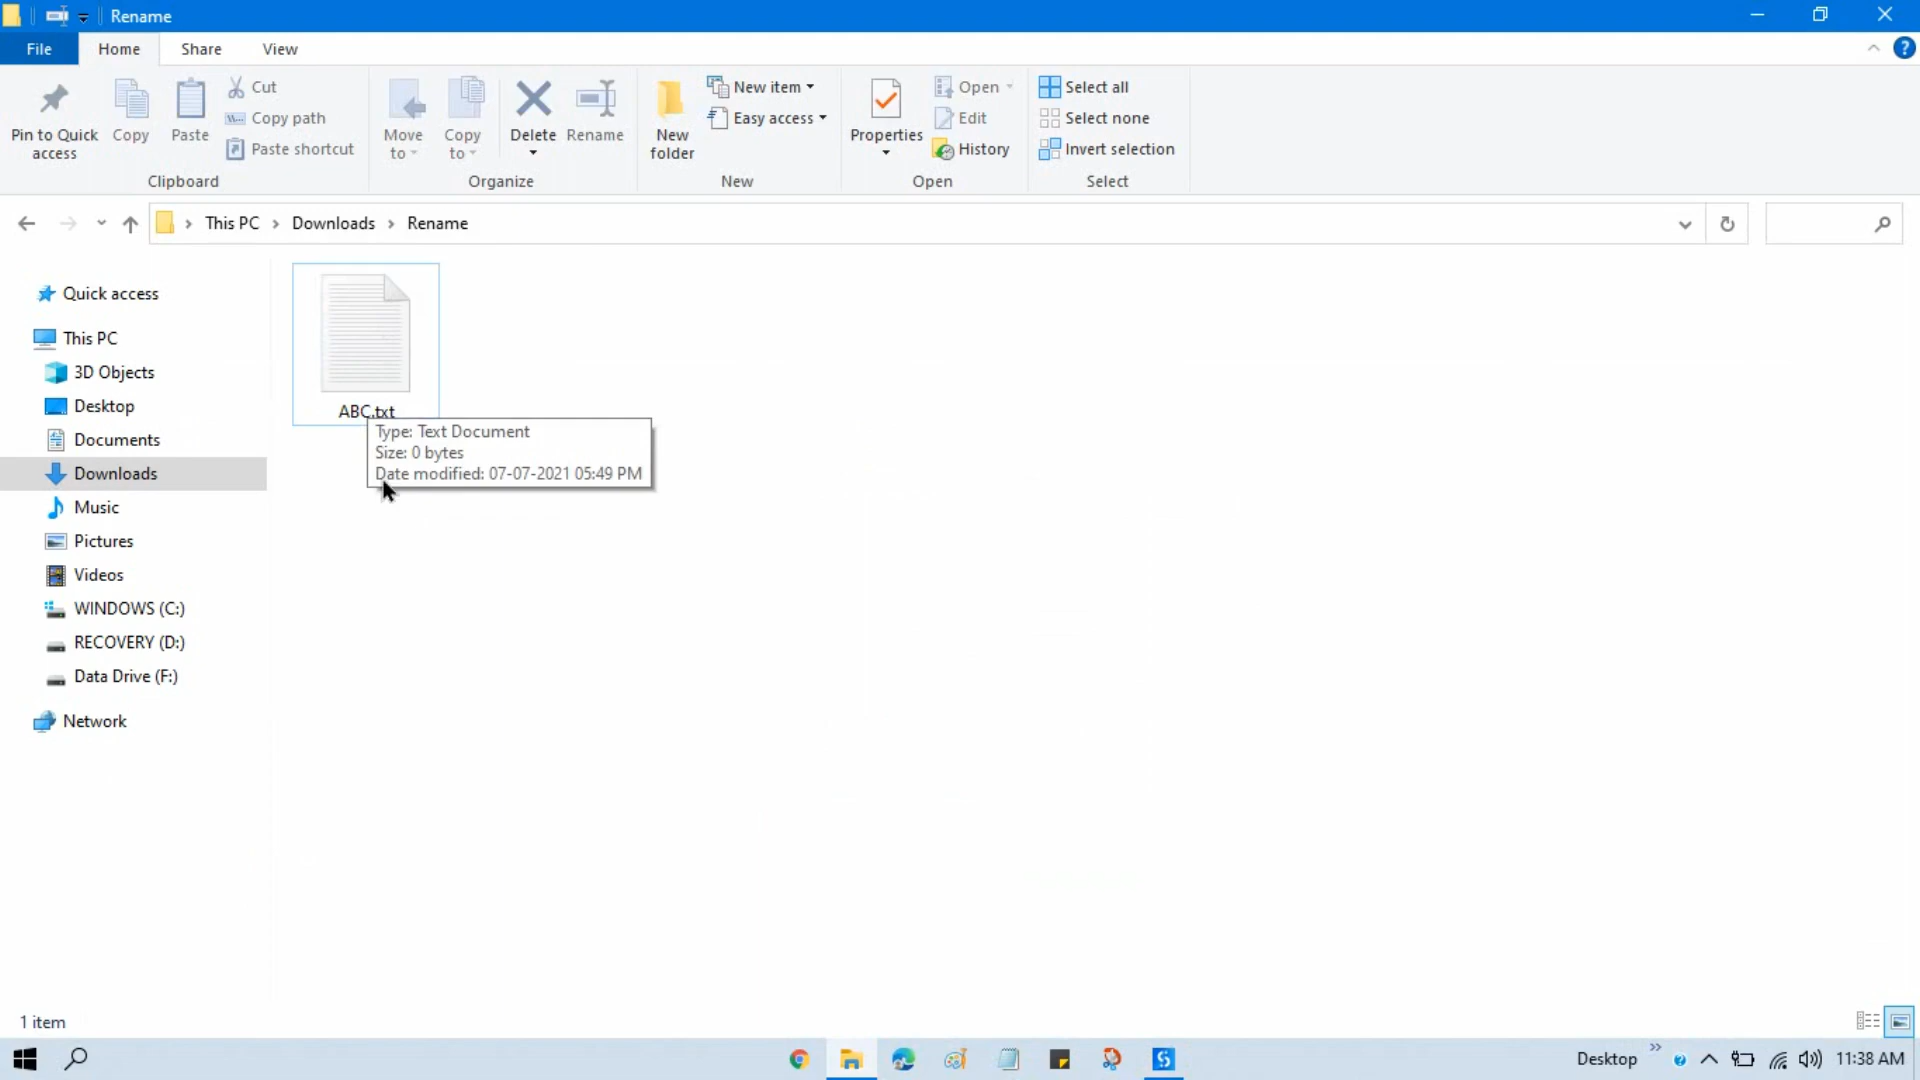 Rename
File Home Share View
Pin to Quick access
Copy
Paste
Cut
Copy path
Paste shortcut
Clipboard
Move to
Copy to
Delete
Rename
Organize
New folder
New item
Easy access
New
Properties
Open
Edit
History
Open
Select all
Select none
Invert selection
Select
This PC > Downloads > Rename
Quick access
This PC
3D Objects
Desktop
Documents
Downloads
Music
Pictures
Videos
WINDOWS (C:)
RECOVERY (D:)
Data Drive (F:)
Network
ABC.txt
Type: Text Document
Size: 0 bytes
Date modified: 07-07-2021 05:49 PM
1 item
Desktop
11:38 AM